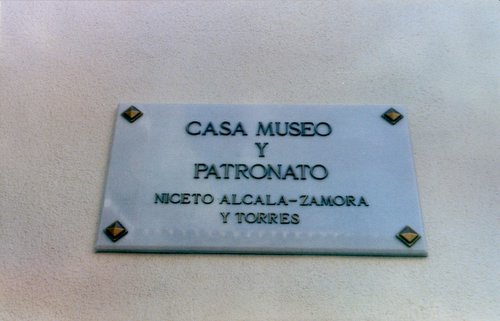 CASA MUSEO
Y
PATRONATO
NICETO ALCALA-ZAMORA
Y TORRES